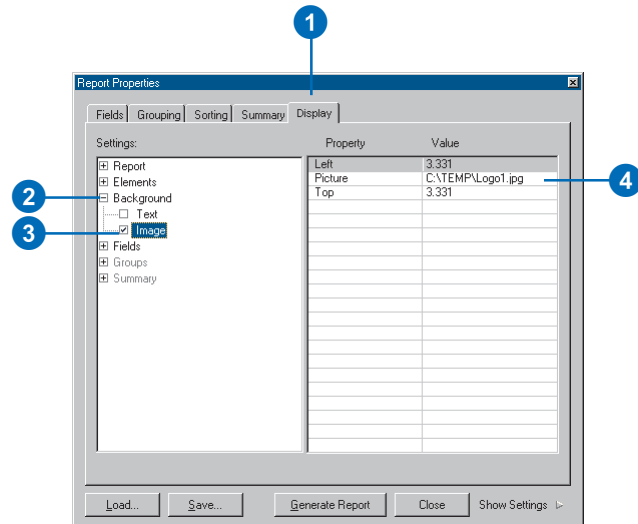 1
Report Properties
Fields Grouping Sorting Summary Display
Settings:
Property Value
Report
Elements
Background
Text
Image
Fields
Groups
Summary
Left 3.331
Picture C:\TEMP\Logo1.jpg
Top 3.331
2
3
4
Load... Save... Generate Report Close Show Settings